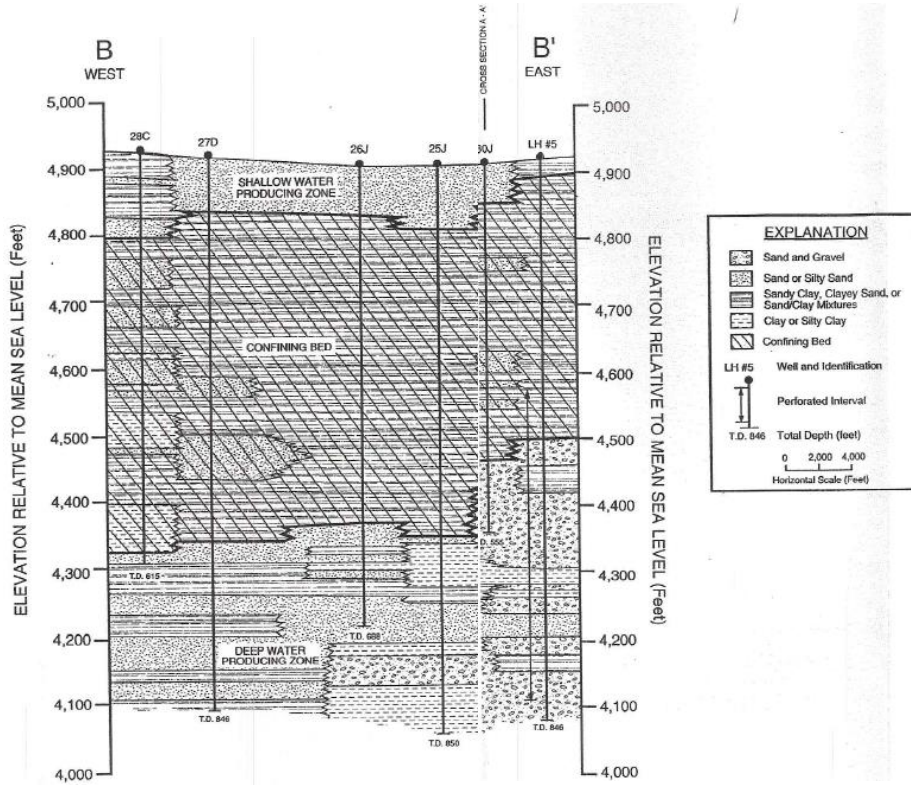 B
WEST
B'
EAST
CROSS SECTION A - A'
ELEVATION RELATIVE TO MEAN SEA LEVEL (Feet)
5,000
4,900
4,800
4,700
4,600
4,500
4,400
4,300
4,200
4,100
4,000
28C
27D
26J
25J
30J
LH #5
SHALLOW WATER
PRODUCING ZONE
CONFINING BED
DEEP WATER
PRODUCING ZONE
T.D. 615
T.D. 846
T.D. 688
T.D. 850
D. 555
T.D. 846
5,000
4,900
4,800
4,700
4,600
4,500
4,400
4,300
4,200
4,100
4,000
ELEVATION RELATIVE TO MEAN SEA LEVEL (Feet)
EXPLANATION
Sand and Gravel
Sand or Silty Sand
Sandy Clay, Clayey Sand, or
Sand/Clay Mixtures
Clay or Silty Clay
Confining Bed
LH #5
Well and Identification
Perforated Interval
T.D. 846
Total Depth (feet)
0 2,000 4,000
Horizontal Scale (Feet)